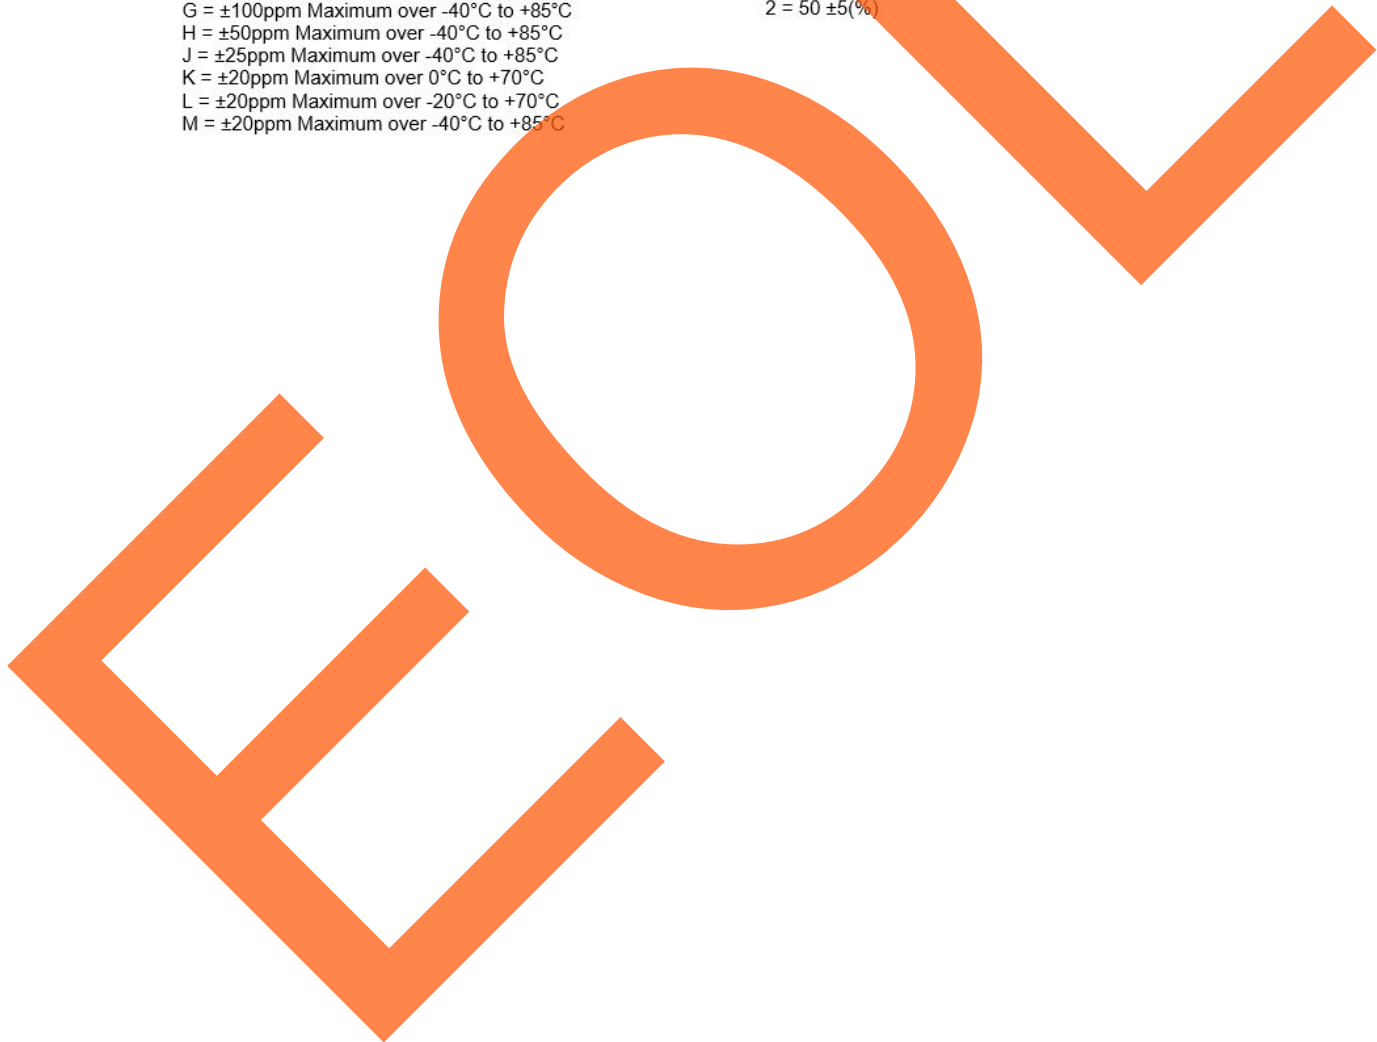 G = ±100ppm Maximum over -40°C to +85°C
H = ±50ppm Maximum over -40°C to +85°C
J = ±25ppm Maximum over -40°C to +85°C
K = ±20ppm Maximum over 0°C to +70°C
L = ±20ppm Maximum over -20°C to +70°C
M = ±20ppm Maximum over -40°C to +85°C
2 = 50 ±5(%)
EOL